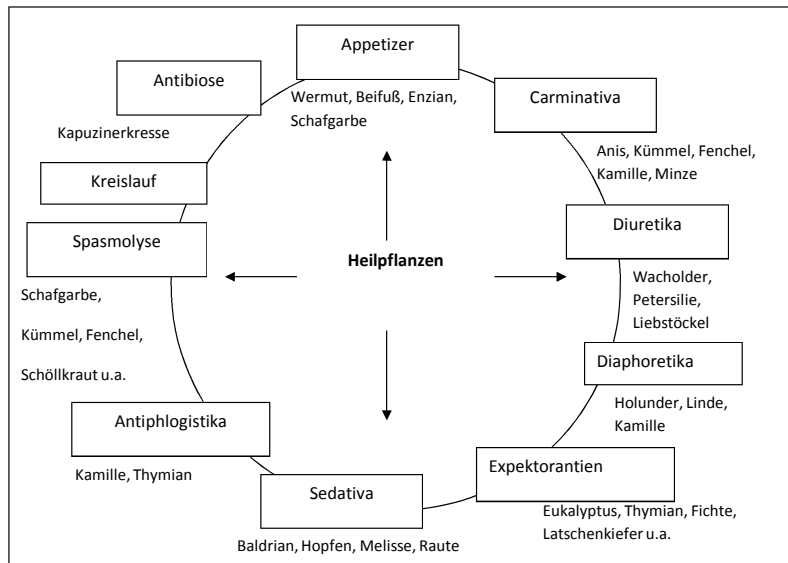 Appetizer
Wermut, Beifuß, Enzian,
Schafgarbe
Carminativa
Anis, Kümmel, Fenchel,
Kamille, Minze
Diuretika
Wacholder,
Petersilie,
Liebstöckel
Diaphoretika
Holunder, Linde,
Kamille
Expektorantien
Eukalyptus, Thymian, Fichte,
Latschenkiefer u.a.
Sedativa
Baldrian, Hopfen, Melisse, Raute
Antiphlogistika
Kamille, Thymian
Spasmolyse
Schafgarbe,
Kümmel, Fenchel,
Schöllkraut u.a.
Kreislauf
Antibiose
Kapuzinerkresse
Heilpflanzen